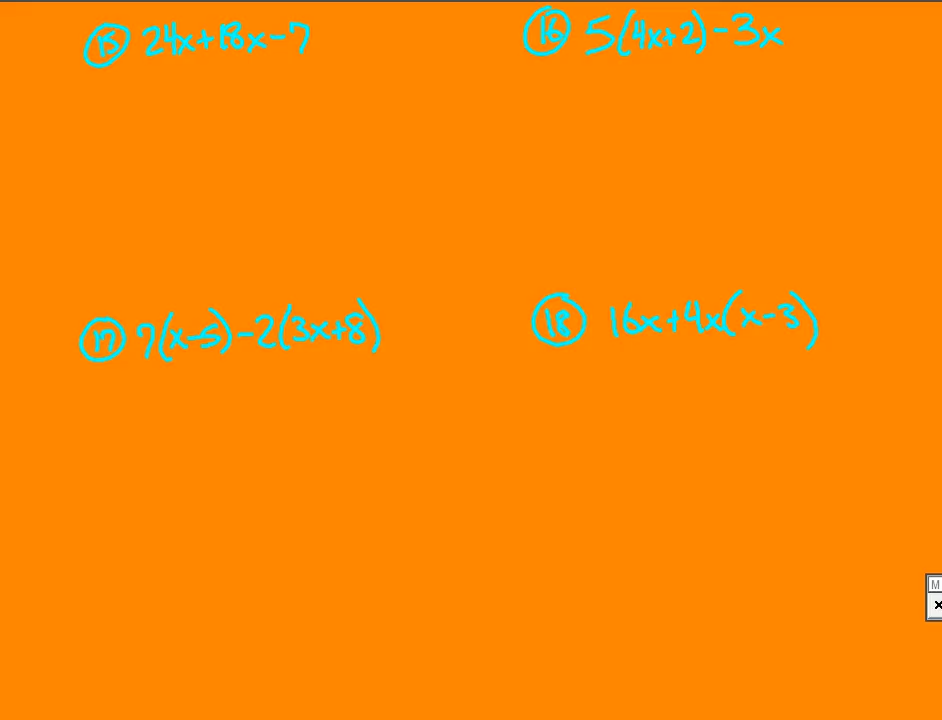 15 24x+18x-7
16 5(4x+2)-3x
17 7(x-5)-2(3x+8)
18 16x+4x(x-3)
M
x